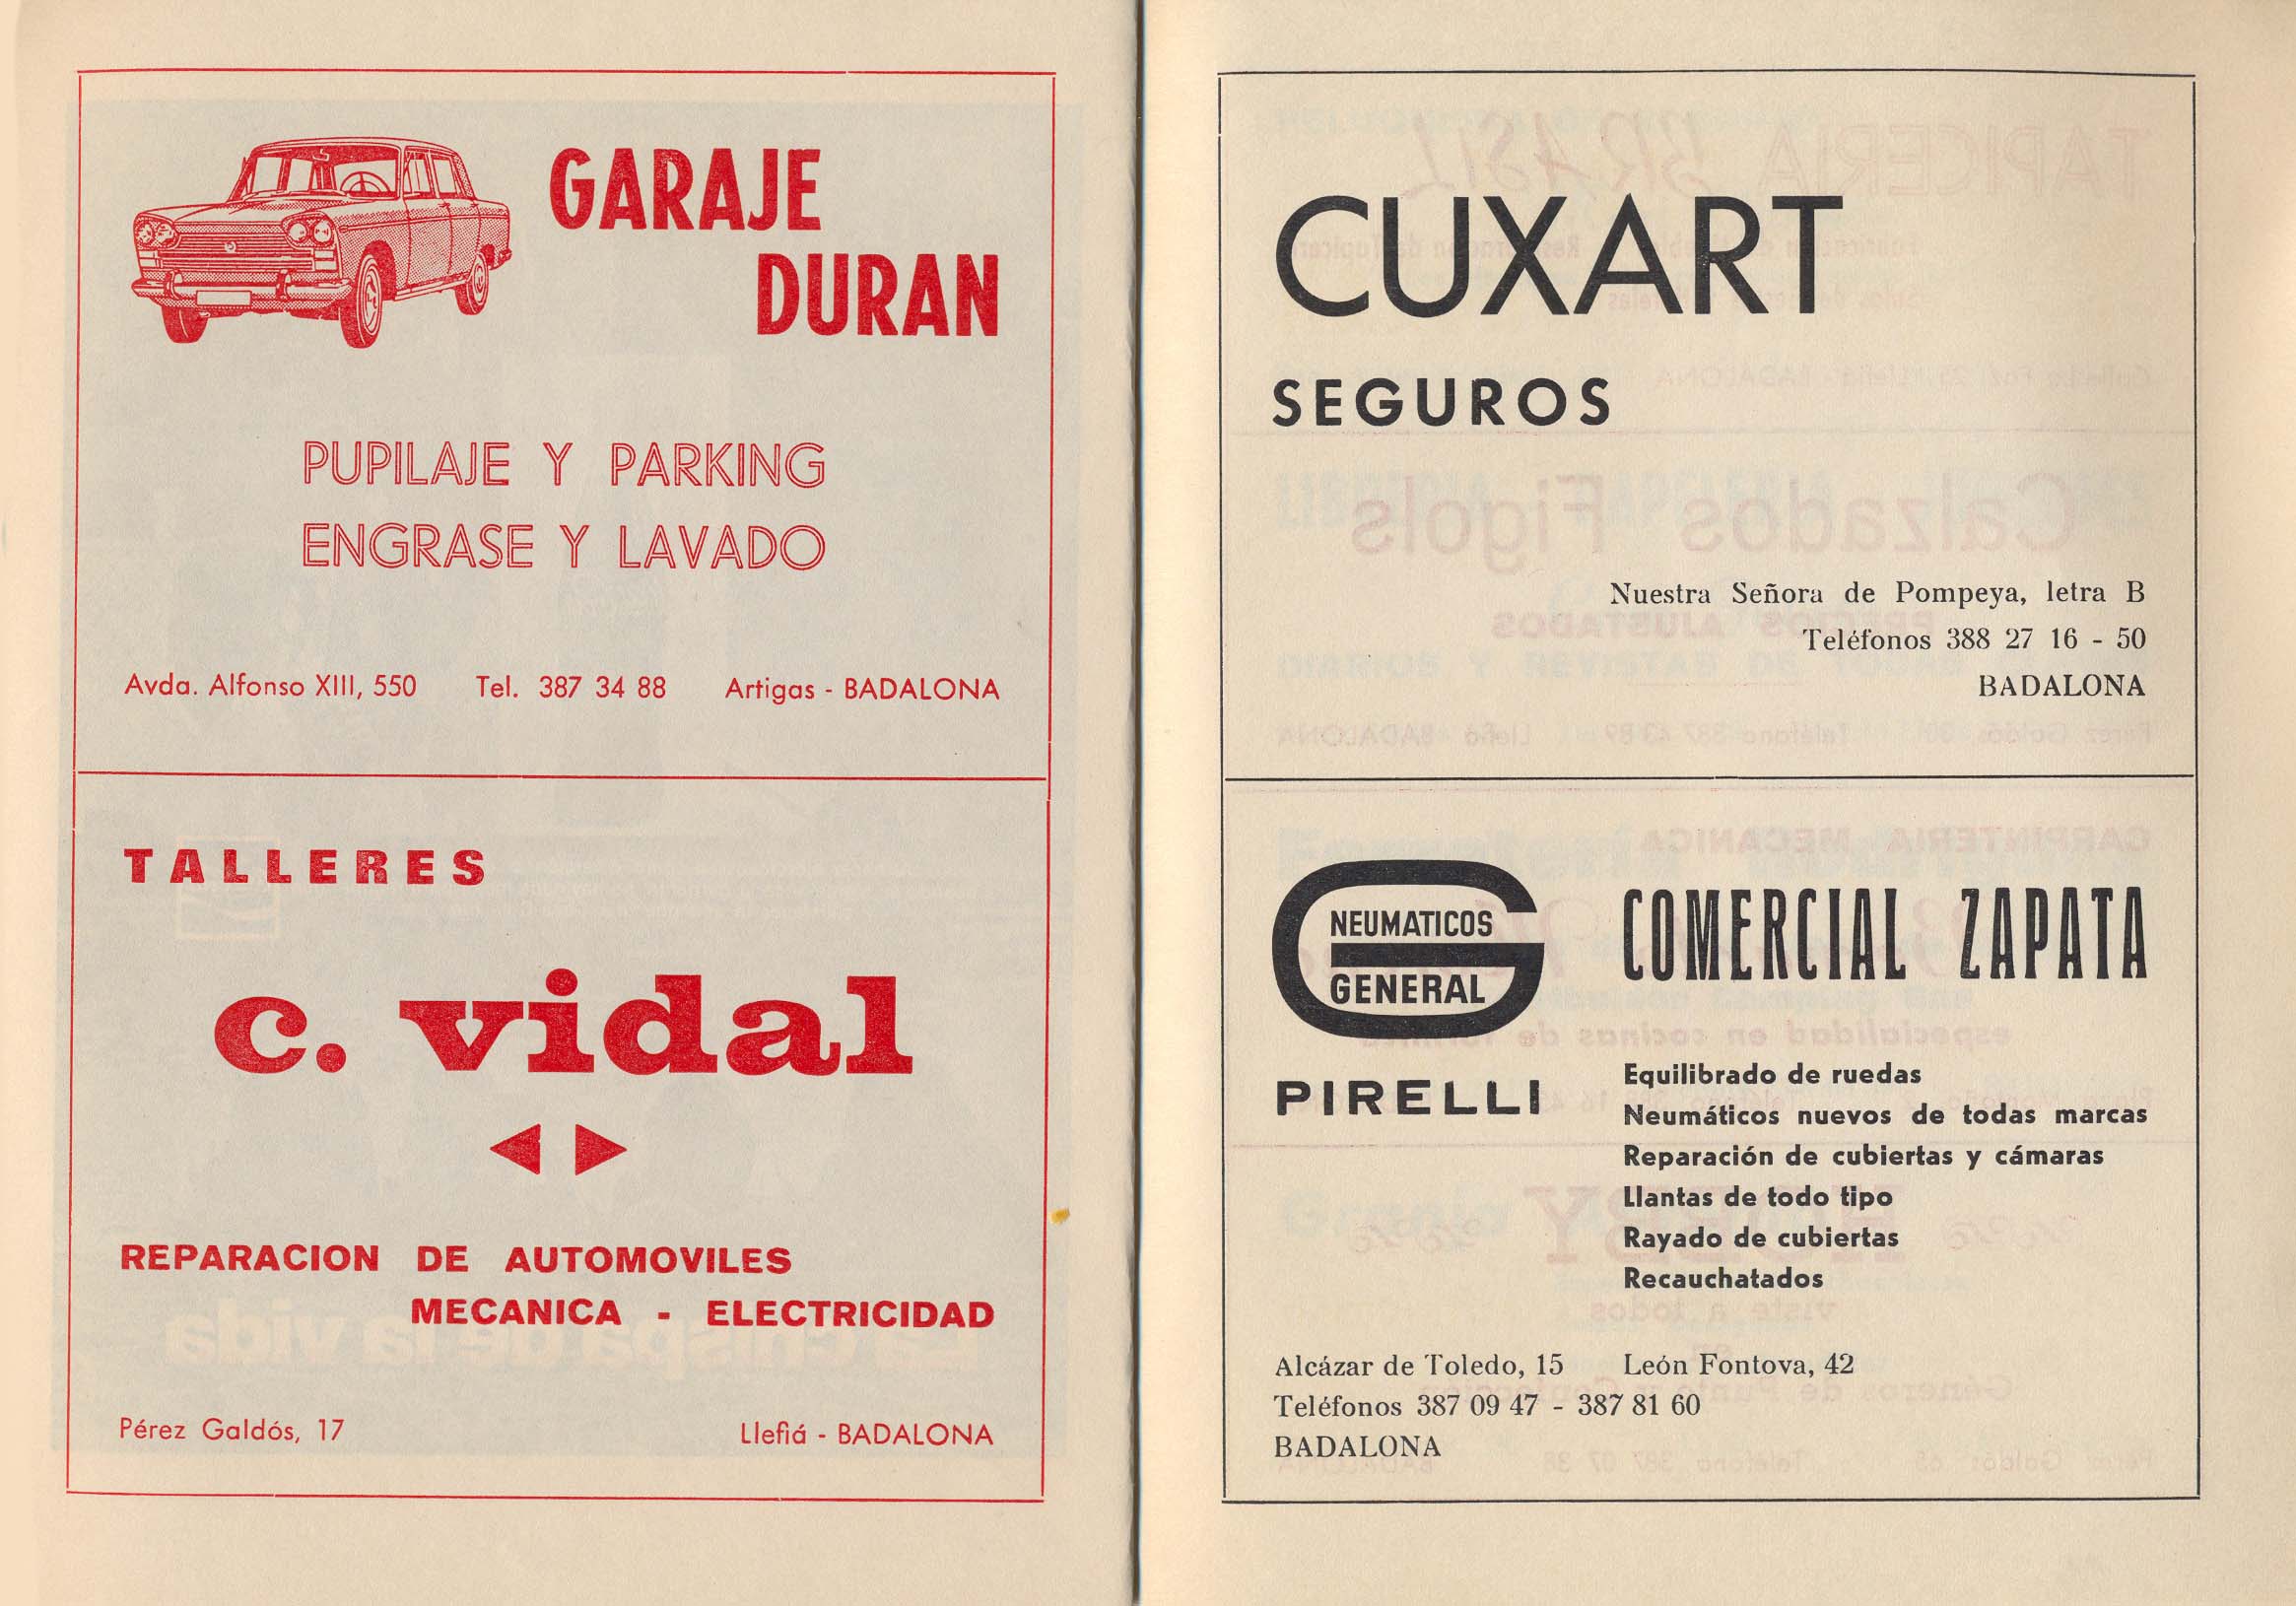 GARAJE
DURAN
PUPILAJE Y PARKING
ENGRASE Y LAVADO
Avda. Alfonso XIII, 550 Tel. 387 34 88 Artigas - BADALONA
TALLERES
c. vidal
REPARACION DE AUTOMOVILES
MECANICA - ELECTRICIDAD
Pérez Galdós, 17 Llefiá - BADALONA
CUXART
SEGUROS
Nuestra Señora de Pompeya, letra B
Teléfonos 388 27 16 - 50
BADALONA
NEUMATICOS
GENERAL
PIRELLI
COMERCIAL ZAPATA
Equilibrado de ruedas
Neumáticos nuevos de todas marcas
Reparación de cubiertas y cámaras
Llantas de todo tipo
Rayado de cubiertas
Recauchatados
Alcázar de Toledo, 15 León Fontova, 42
Teléfonos 387 09 47 - 387 81 60
BADALONA